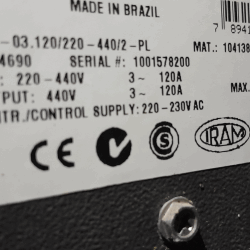 MADE IN BRAZIL
-03.120/220-440/2-PL
MAT.: 104138
4690 SERIAL #: 1001578200
: 220-440V 3~ 120A
PUT: 440V 3~ 120A
MAX.
NTR./CONTROL SUPPLY: 220-230V AC
CE N S IRAM